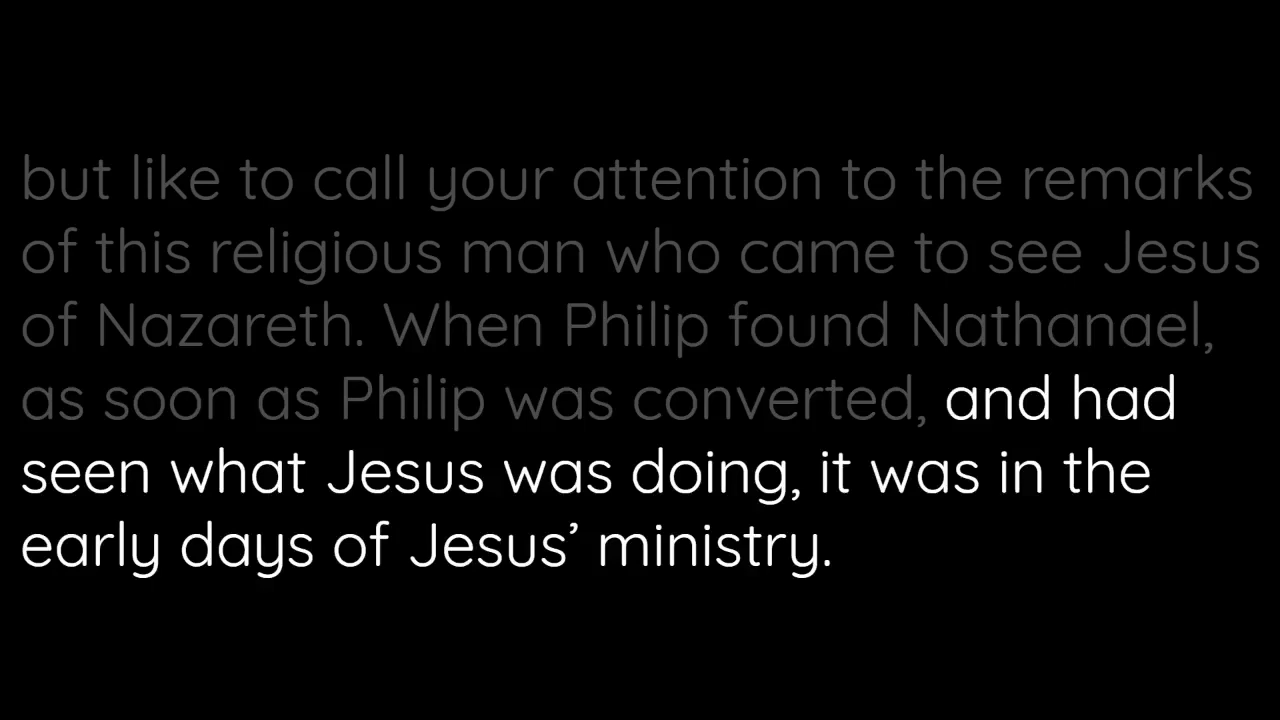 but like to call your attention to the remarks
of this religious man who came to see Jesus
of Nazareth. When Philip found Nathanael,
as soon as Philip was converted, and had
seen what Jesus was doing, it was in the
early days of Jesus’ ministry.